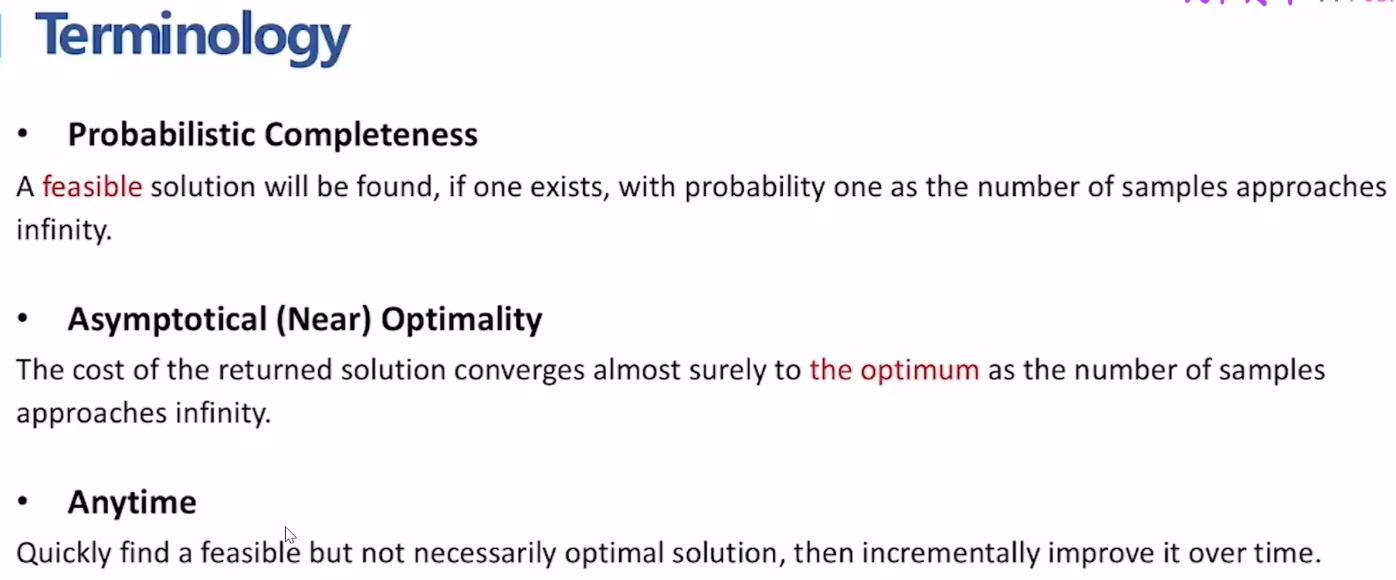 Terminology
• Probabilistic Completeness
A feasible solution will be found, if one exists, with probability one as the number of samples approaches
infinity.
• Asymptotical (Near) Optimality
The cost of the returned solution converges almost surely to the optimum as the number of samples
approaches infinity.
• Anytime
Quickly find a feasible but not necessarily optimal solution, then incrementally improve it over time.